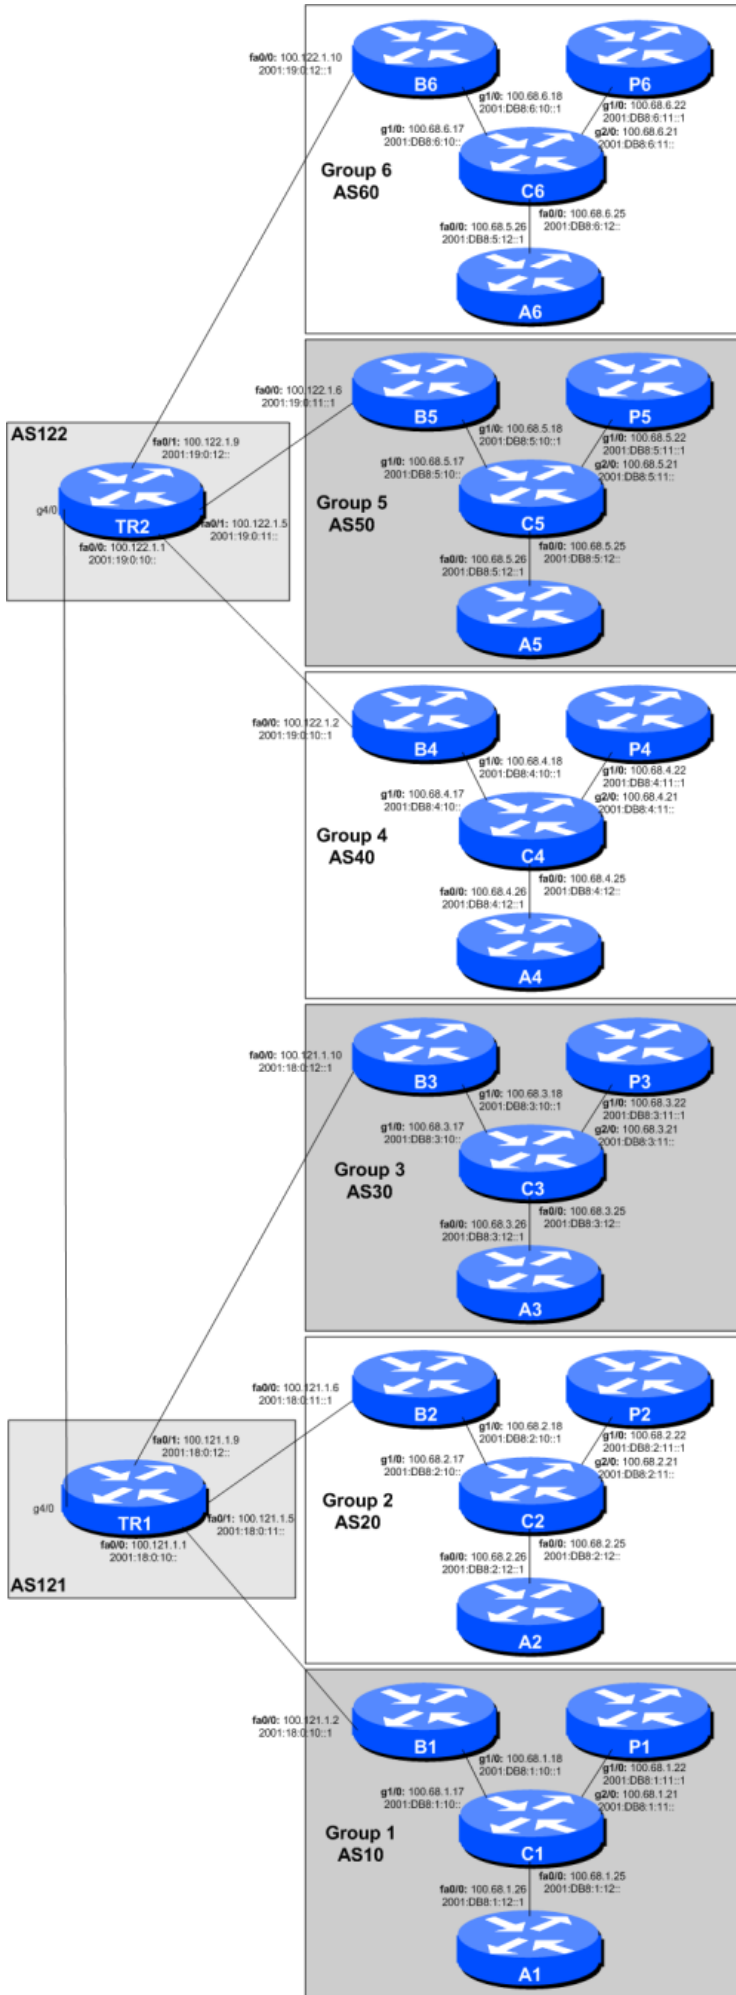 fa0/0: 100.122.1.10
2001:19:0:12::1
B6
P6
g1/0: 100.68.6.18
2001:DB8:6:10::1
g1/0: 100.68.6.22
2001:DB8:6:11::1
g1/0: 100.68.6.17
2001:DB8:6:10::
g2/0: 100.68.6.21
2001:DB8:6:11::
Group 6
AS60
C6
fa0/0: 100.68.6.25
2001:DB8:6:12::
fa0/0: 100.68.5.26
2001:DB8:5:12::1
A6
fa0/0: 100.122.1.6
2001:19:0:11::1
B5
P5
g1/0: 100.68.5.18
2001:DB8:5:10::1
g1/0: 100.68.5.22
2001:DB8:5:11::1
g1/0: 100.68.5.17
2001:DB8:5:10::
g2/0: 100.68.5.21
2001:DB8:5:11::
Group 5
AS50
C5
fa0/0: 100.68.5.25
2001:DB8:5:12::
fa0/0: 100.68.5.26
2001:DB8:5:12::1
A5
AS122
fa0/1: 100.122.1.9
2001:19:0:12::
g4/0
TR2
fa0/1: 100.122.1.5
2001:19:0:11::
fa0/0: 100.122.1.1
2001:19:0:10::
fa0/0: 100.122.1.2
2001:19:0:10::1
B4
P4
g1/0: 100.68.4.18
2001:DB8:4:10::1
g1/0: 100.68.4.22
2001:DB8:4:11::1
g1/0: 100.68.4.17
2001:DB8:4:10::
g2/0: 100.68.4.21
2001:DB8:4:11::
Group 4
AS40
C4
fa0/0: 100.68.4.25
2001:DB8:4:12::
fa0/0: 100.68.4.26
2001:DB8:4:12::1
A4
fa0/0: 100.121.1.10
2001:18:0:12::1
B3
P3
g1/0: 100.68.3.18
2001:DB8:3:10::1
g1/0: 100.68.3.22
2001:DB8:3:11::1
g1/0: 100.68.3.17
2001:DB8:3:10::
g2/0: 100.68.3.21
2001:DB8:3:11::
Group 3
AS30
C3
fa0/0: 100.68.3.25
2001:DB8:3:12::
fa0/0: 100.68.3.26
2001:DB8:3:12::1
A3
fa0/0: 100.121.1.6
2001:18:0:11::1
B2
P2
g1/0: 100.68.2.18
2001:DB8:2:10::1
g1/0: 100.68.2.22
2001:DB8:2:11::1
g1/0: 100.68.2.17
2001:DB8:2:10::
g2/0: 100.68.2.21
2001:DB8:2:11::
Group 2
AS20
C2
fa0/0: 100.68.2.25
2001:DB8:2:12::
fa0/0: 100.68.2.26
2001:DB8:2:12::1
A2
fa0/1: 100.121.1.9
2001:18:0:12::
g4/0
TR1
fa0/1: 100.121.1.5
2001:18:0:11::
fa0/0: 100.121.1.1
2001:18:0:10::
AS121
fa0/0: 100.121.1.2
2001:18:0:10::1
B1
P1
g1/0: 100.68.1.18
2001:DB8:1:10::1
g1/0: 100.68.1.22
2001:DB8:1:11::1
g1/0: 100.68.1.17
2001:DB8:1:10::
g2/0: 100.68.1.21
2001:DB8:1:11::
Group 1
AS10
C1
fa0/0: 100.68.1.25
2001:DB8:1:12::
fa0/0: 100.68.1.26
2001:DB8:1:12::1
A1